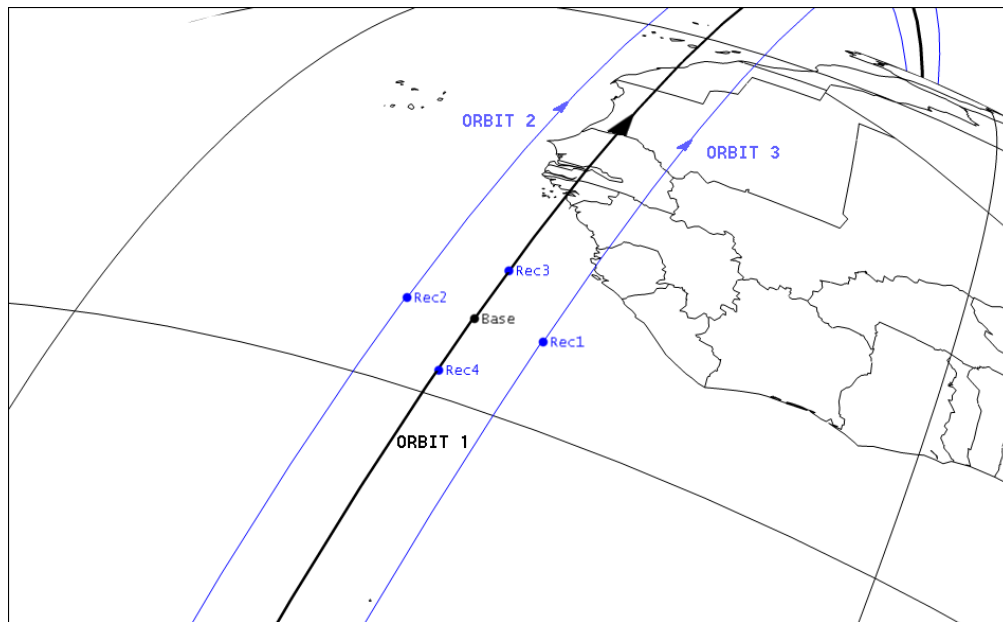 ORBIT 2
ORBIT 3
Rec3
Rec2
Base
Rec1
Rec4
ORBIT 1